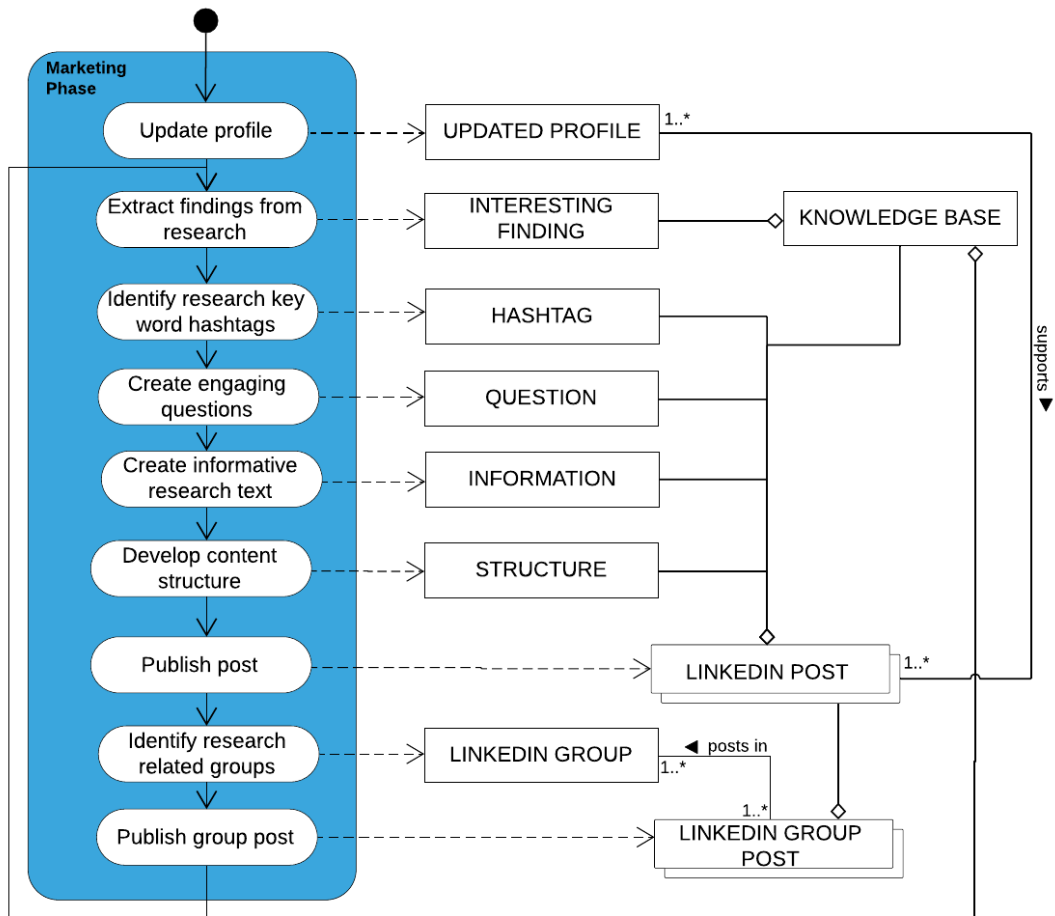 Marketing
Phase
Update profile
UPDATED PROFILE
1..*
Extract findings from
research
INTERESTING
FINDING
KNOWLEDGE BASE
Identify research key
word hashtags
HASHTAG
supports
Create engaging
questions
QUESTION
Create informative
research text
INFORMATION
Develop content
structure
STRUCTURE
Publish post
LINKEDIN POST
1..*
Identify research
related groups
LINKEDIN GROUP
posts in
1..*
1..*
Publish group post
LINKEDIN GROUP
POST